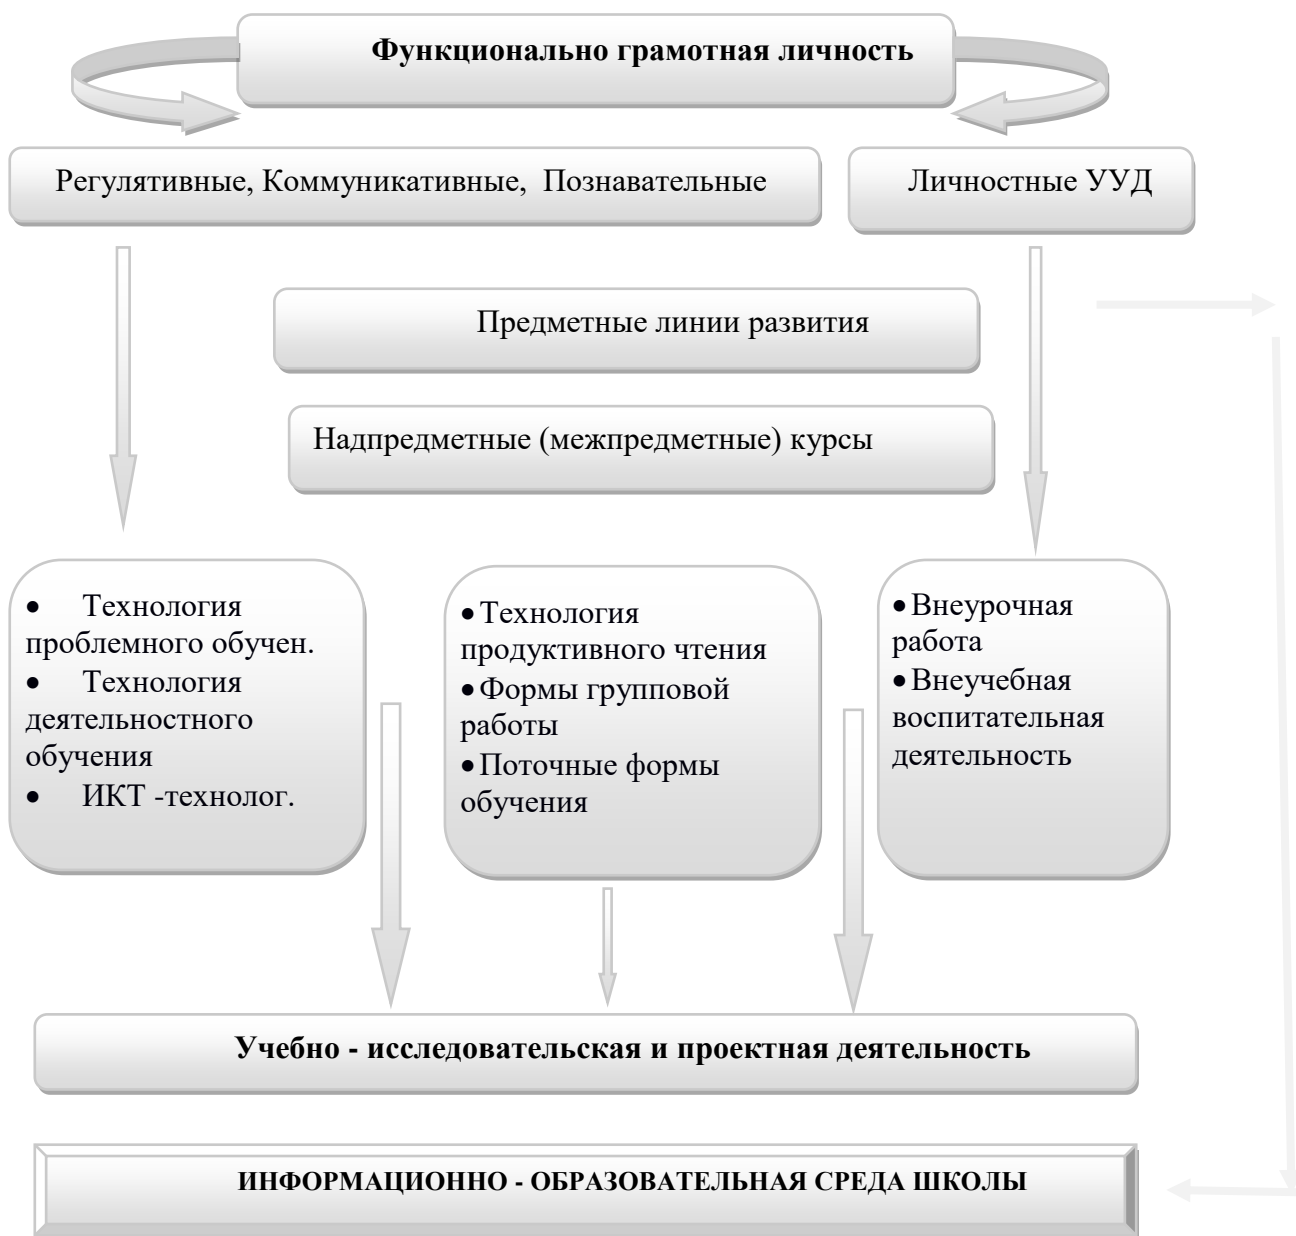 Функционально грамотная личность
Регулятивные, Коммуникативные, Познавательные
Личностные УУД
Предметные линии развития
Надпредметные (межпредметные) курсы
• Технология
проблемного обучен.
• Технология
деятельностного
обучения
• ИКТ -технолог.
• Технология
продуктивного чтения
• Формы групповой
работы
• Поточные формы
обучения
• Внеурочная
работа
• Внеучебная
воспитательная
деятельность
Учебно - исследовательская и проектная деятельность
ИНФОРМАЦИОННО - ОБРАЗОВАТЕЛЬНАЯ СРЕДА ШКОЛЫ